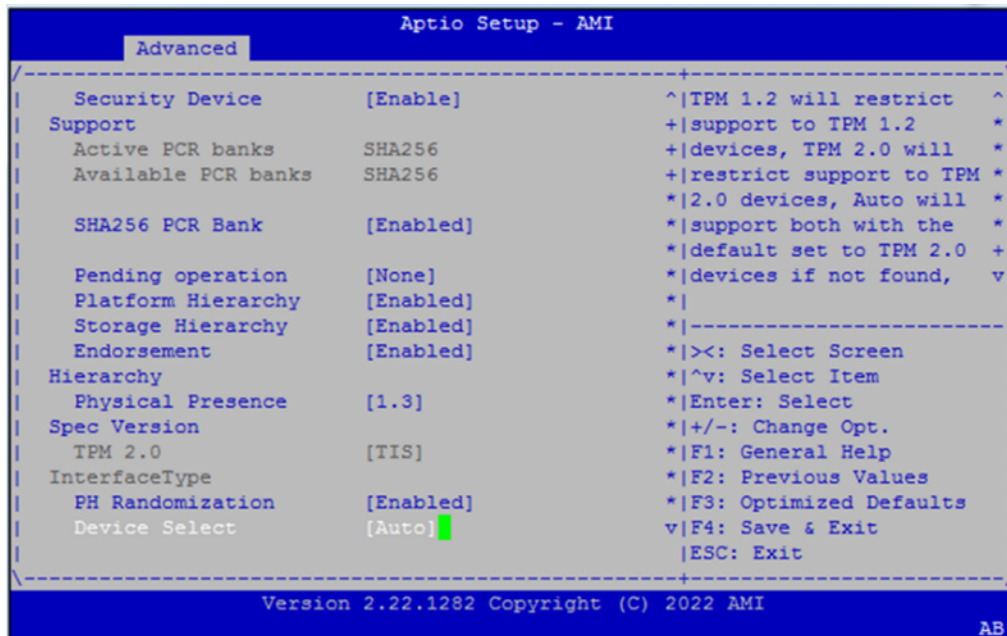 Aptio Setup - AMI
Advanced
/----------------------------------------------------+-------------------------\
|    Security Device        [Enable]                ^|TPM 1.2 will restrict   ^
|  Support                                          +|support to TPM 1.2      *
|    Active PCR banks       SHA256                  +|devices, TPM 2.0 will   *
|    Available PCR banks    SHA256                  +|restrict support to TPM *
|                                                   *|2.0 devices, Auto will  *
|    SHA256 PCR Bank        [Enabled]               *|support both with the   *
|                                                   *|default set to TPM 2.0  +
|    Pending operation      [None]                  *|devices if not found,   v
|    Platform Hierarchy     [Enabled]               *|
|    Storage Hierarchy      [Enabled]               *|-------------------------
|    Endorsement            [Enabled]               *|><: Select Screen
|  Hierarchy                                        *|^v: Select Item
|    Physical Presence      [1.3]                   *|Enter: Select
|  Spec Version                                     *|+/-: Change Opt.
|    TPM 2.0                [TIS]                   *|F1: General Help
|  InterfaceType                                    *|F2: Previous Values
|    PH Randomization       [Enabled]               *|F3: Optimized Defaults
|    Device Select          [Auto]                  v|F4: Save & Exit
|                                                    |ESC: Exit
\----------------------------------------------------+-------------------------/
Version 2.22.1282 Copyright (C) 2022 AMI
AB